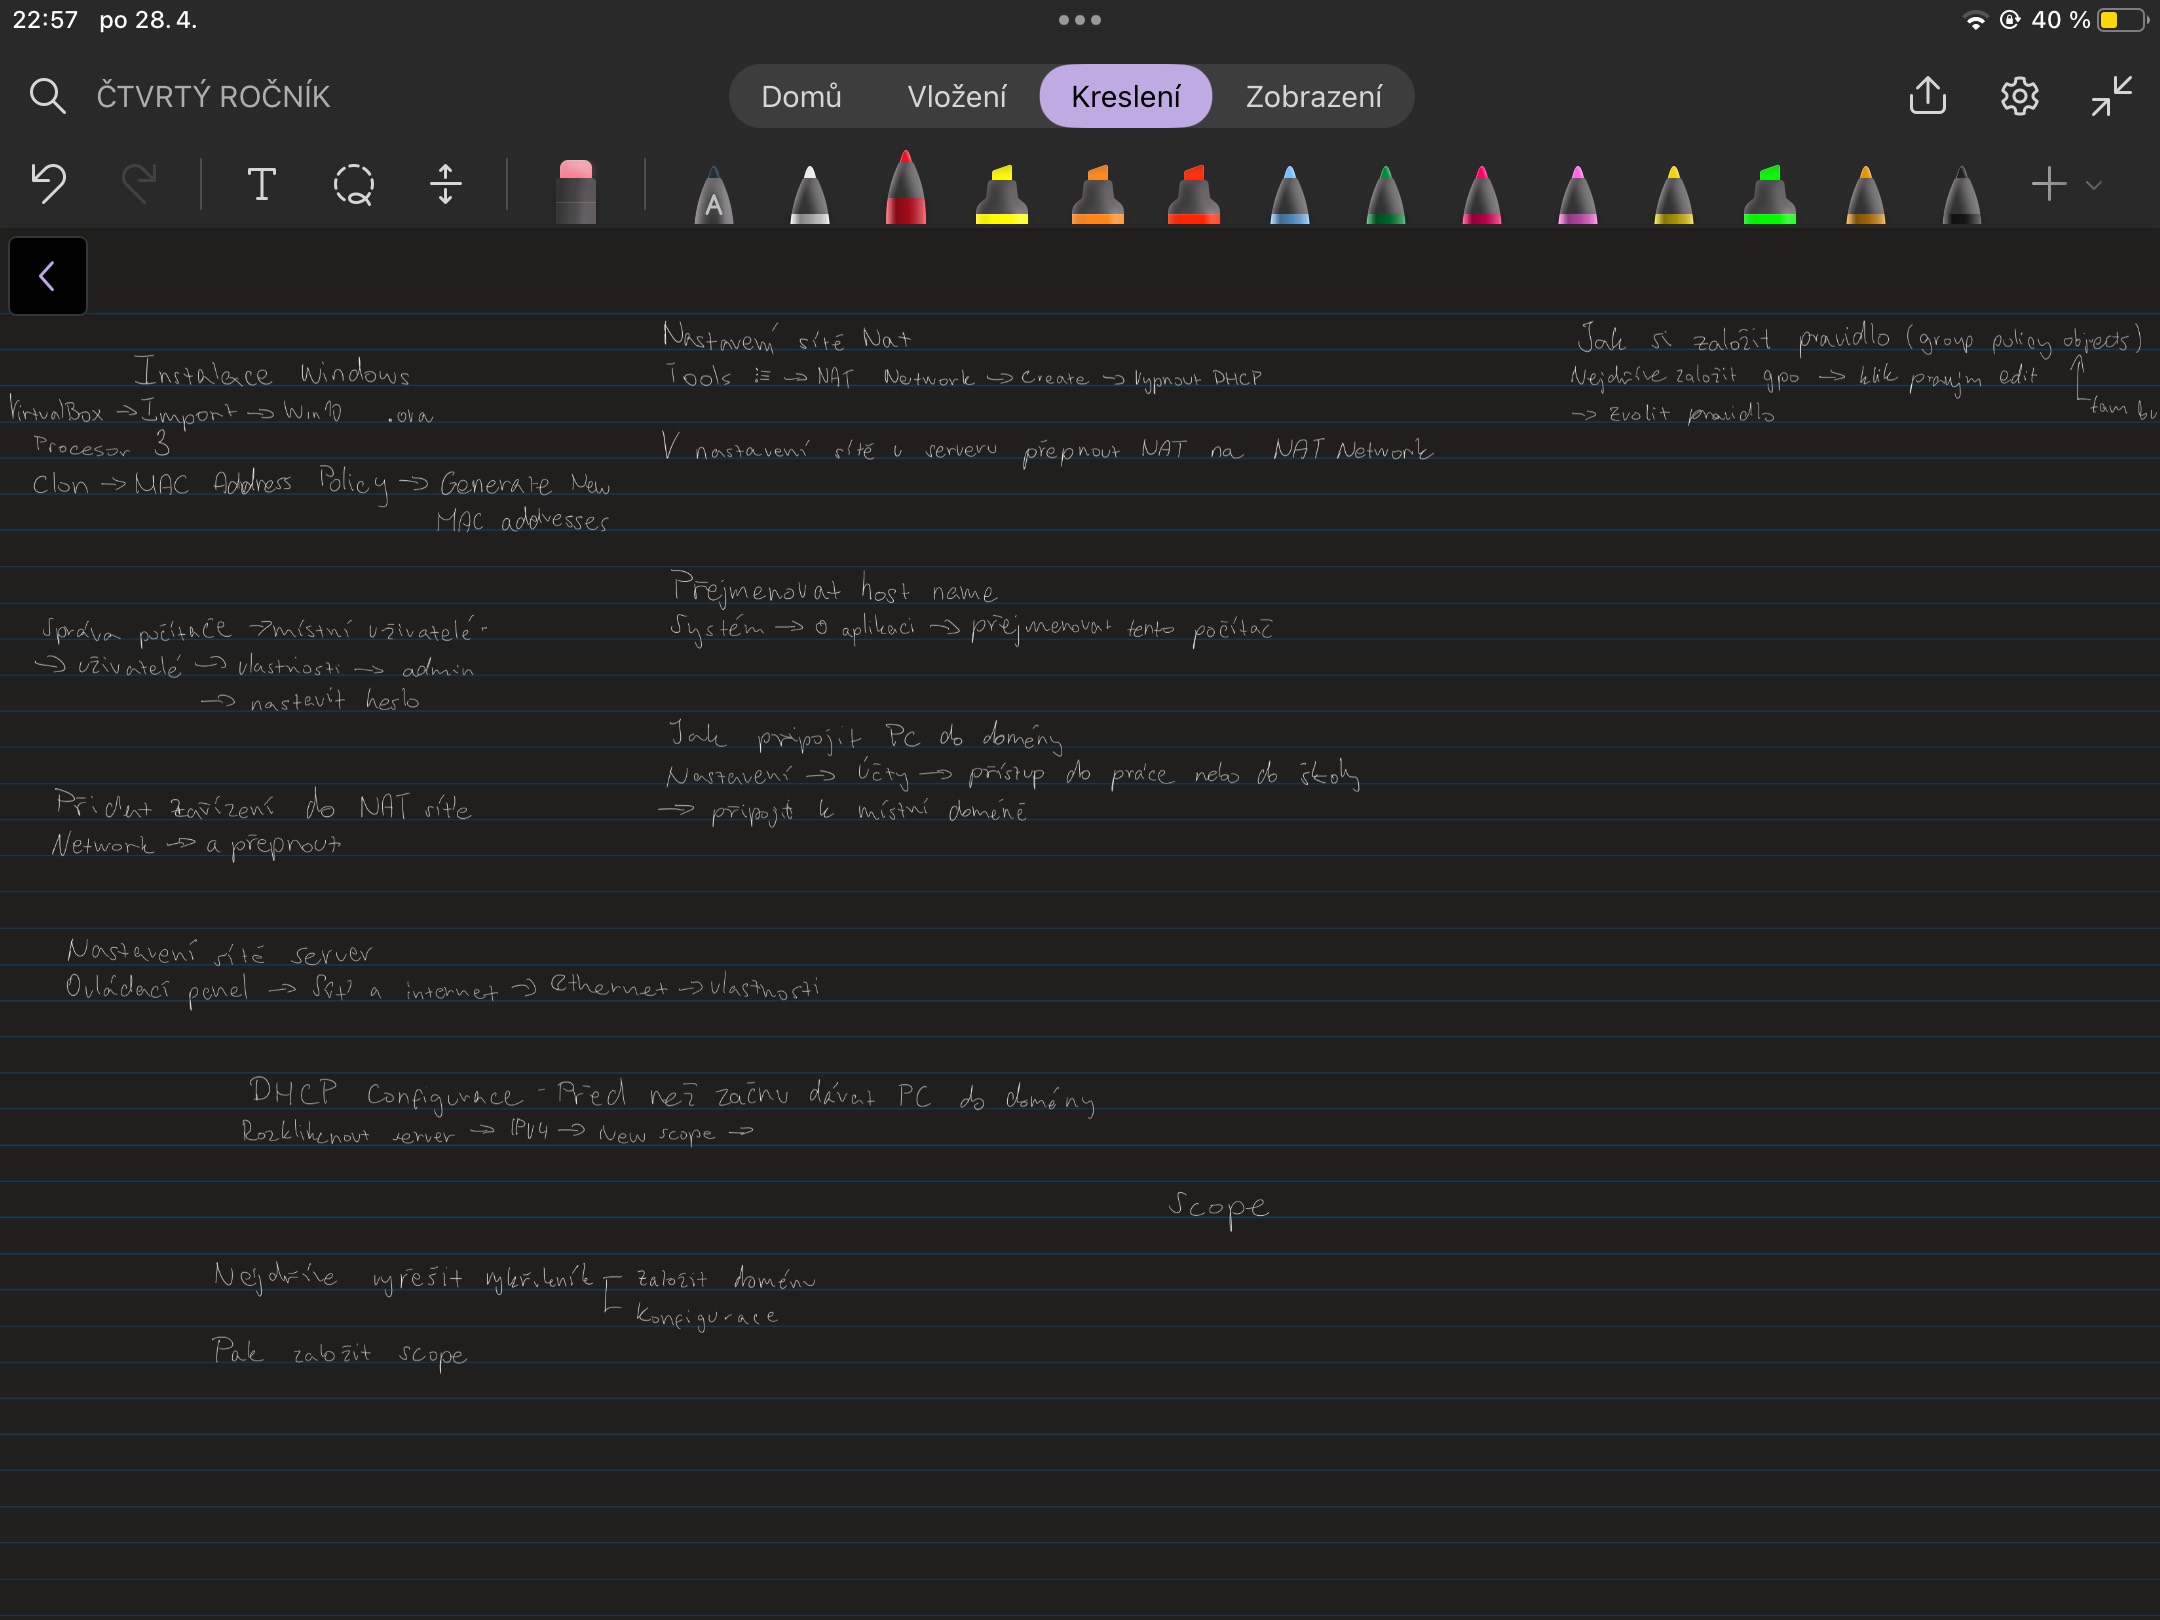 22:57 po 28. 4.
40 %
ČTVRTÝ ROČNÍK
Domů
Vložení
Kreslení
Zobrazení
T
A
Instalace Windows
VirtualBox → Import → Win10 .ova
Procesor 3
Clon → MAC Address Policy → Generate New
MAC addresses
Správa počítače → místní uživatelé
→ uživatelé → vlastnosti → admin
→ nastavit heslo
Přidat zařízení do NAT sítě
Network → a přepnout
Nastavení sítě server
Ovládací panel → Síť a internet → Ethernet → vlastnosti
Nastavení sítě Nat
Tools → NAT Network → Create → Vypnout DHCP
V nastavení sítě u serveru přepnout NAT na NAT Network
Přejmenovat host name
Systém → O aplikaci → přejmenovat tento počítač
Jak připojit PC do domény
Nastavení → Účty → přístup do práce nebo do školy
→ připojit k místní doméně
Jak si založit pravidlo (group policy objects)
Nejdříve založit gpo → klik pravým edit
→ zvolit pravidlo
tam
DHCP Configurace - Před než začnu dávat PC do domény
Rozkliknout server → IPV4 → New scope →
Scope
Nejdříve vyřešit vykřičník založit doménu
Konfigurace
Pak založit scope